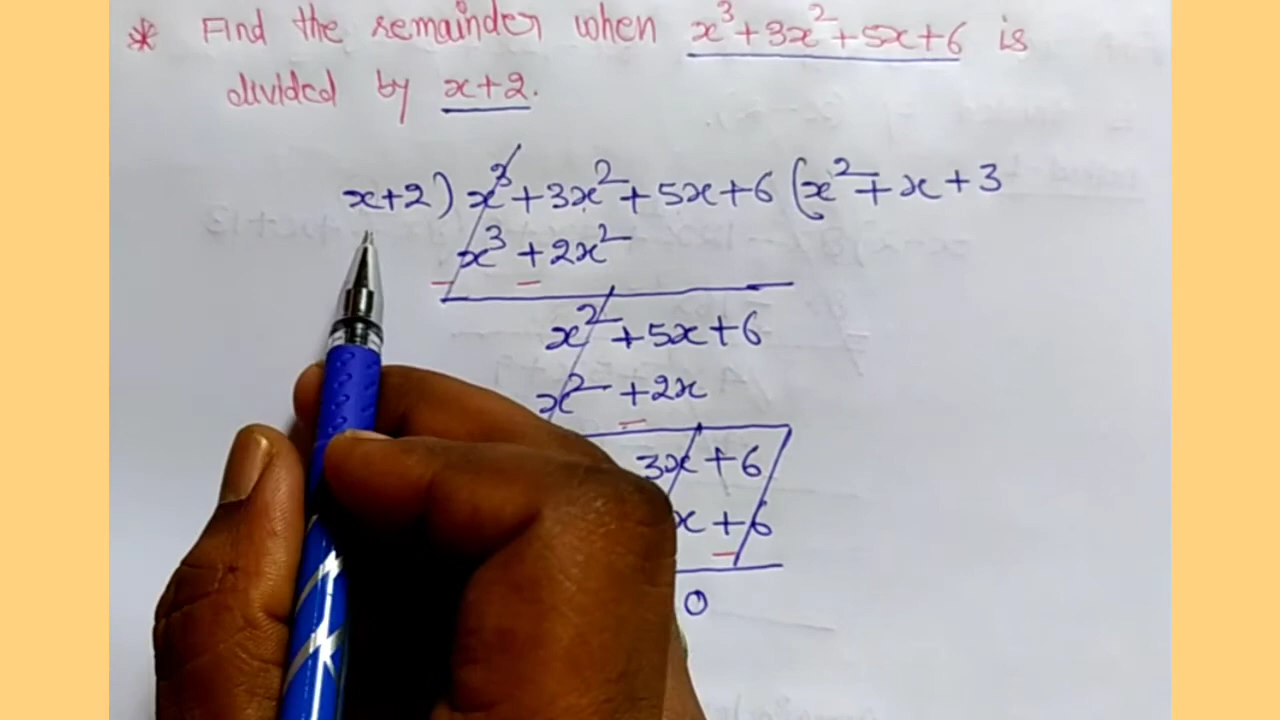 * Find the remainder when x³+3x²+5x+6 is
divided by x+2.
x+2) x³+3x²+5x+6 (x²+x+3
x³+2x²
− −
x²+5x+6
x²+2x
−
3x+6
x+6
−
0